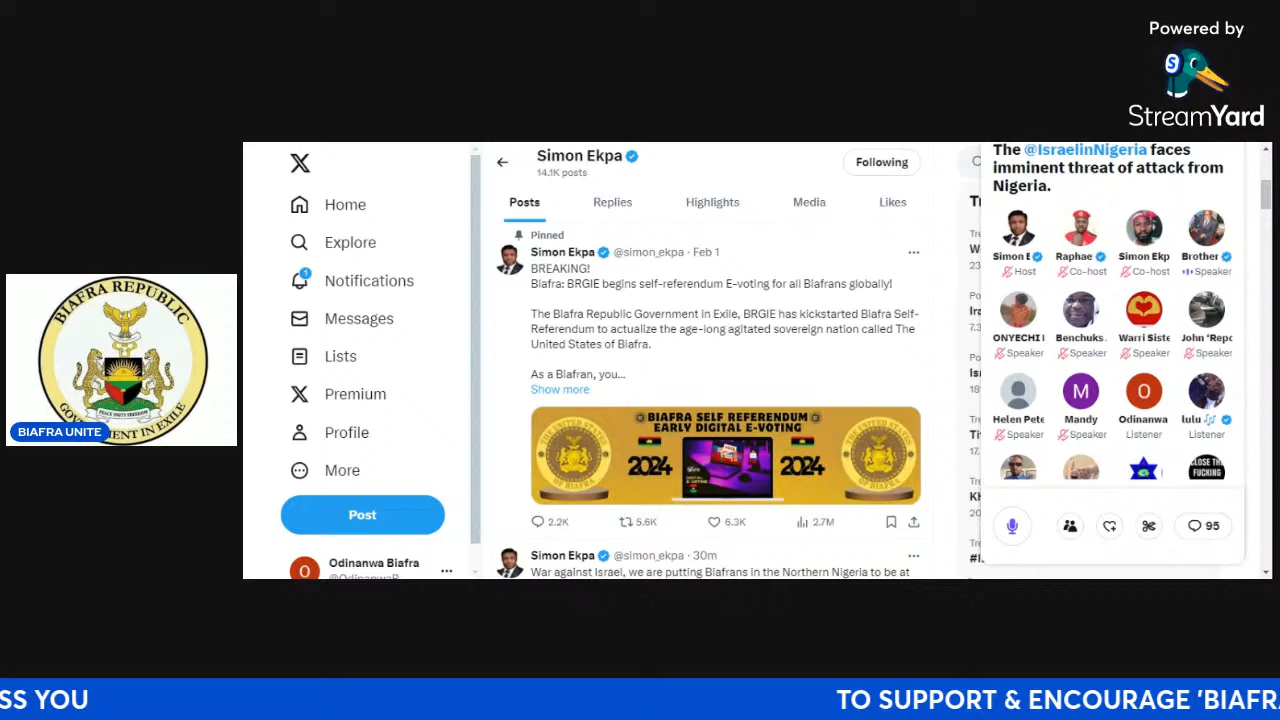 Powered by
StreamYard
BIAFRA REPUBLIC
GOVERNMENT IN EXILE
PEACE UNITY FREEDOM
BIAFRA UNITE
Home
Explore
1
Notifications
Messages
Lists
Premium
Profile
More
Post
O
Odinanwa Biafra
@OdinanwaB
Simon Ekpa
14.1K posts
Following
Posts
Replies
Highlights
Media
Likes
Pinned
Simon Ekpa @simon_ekpa · Feb 1
BREAKING!
Biafra: BRGIE begins self-referendum E-voting for all Biafrans globally!
The Biafra Republic Government in Exile, BRGIE has kickstarted Biafra Self-
Referendum to actualize the age-long agitated sovereign nation called The
United States of Biafra.
As a Biafran, you...
Show more
BIAFRA SELF REFERENDUM
EARLY DIGITAL E-VOTING
2024
2024
2.2K
5.6K
6.3K
2.7M
Simon Ekpa @simon_ekpa · 30m
War against Israel, we are putting Biafrans in the Northern Nigeria to be at
The @IsraelinNigeria faces
imminent threat of attack from
Nigeria.
Simon E
Raphae
Simon Ekp
Brother
Host
Co-host
Co-host
Speaker
ONYECHI
Benchuks
Warri Siste
John 'Repo
Speaker
Speaker
Speaker
Speaker
M
O
Helen Pete
Mandy
Odinanwa
lulu
Speaker
Speaker
Listener
Listener
CLOSE THE
FUCKING
95
SS YOU
TO SUPPORT & ENCOURAGE 'BIAFR